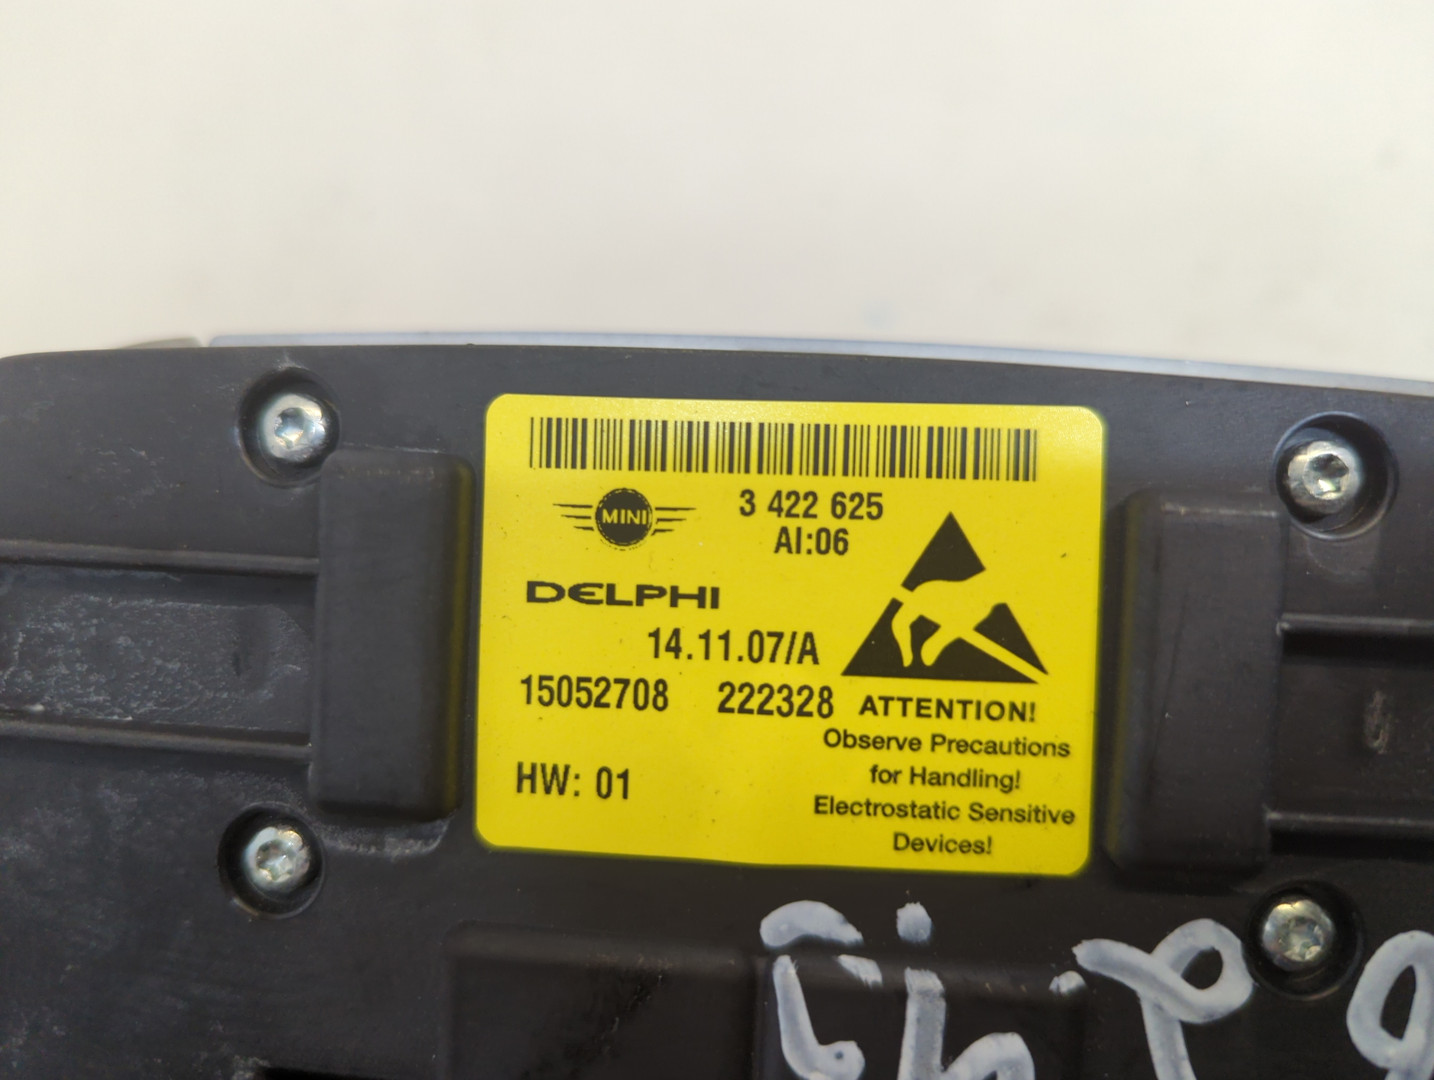 MINI
3 422 625
AI:06
DELPHI
14.11.07/A
15052708 222328
HW: 01
ATTENTION!
Observe Precautions
for Handling!
Electrostatic Sensitive
Devices!